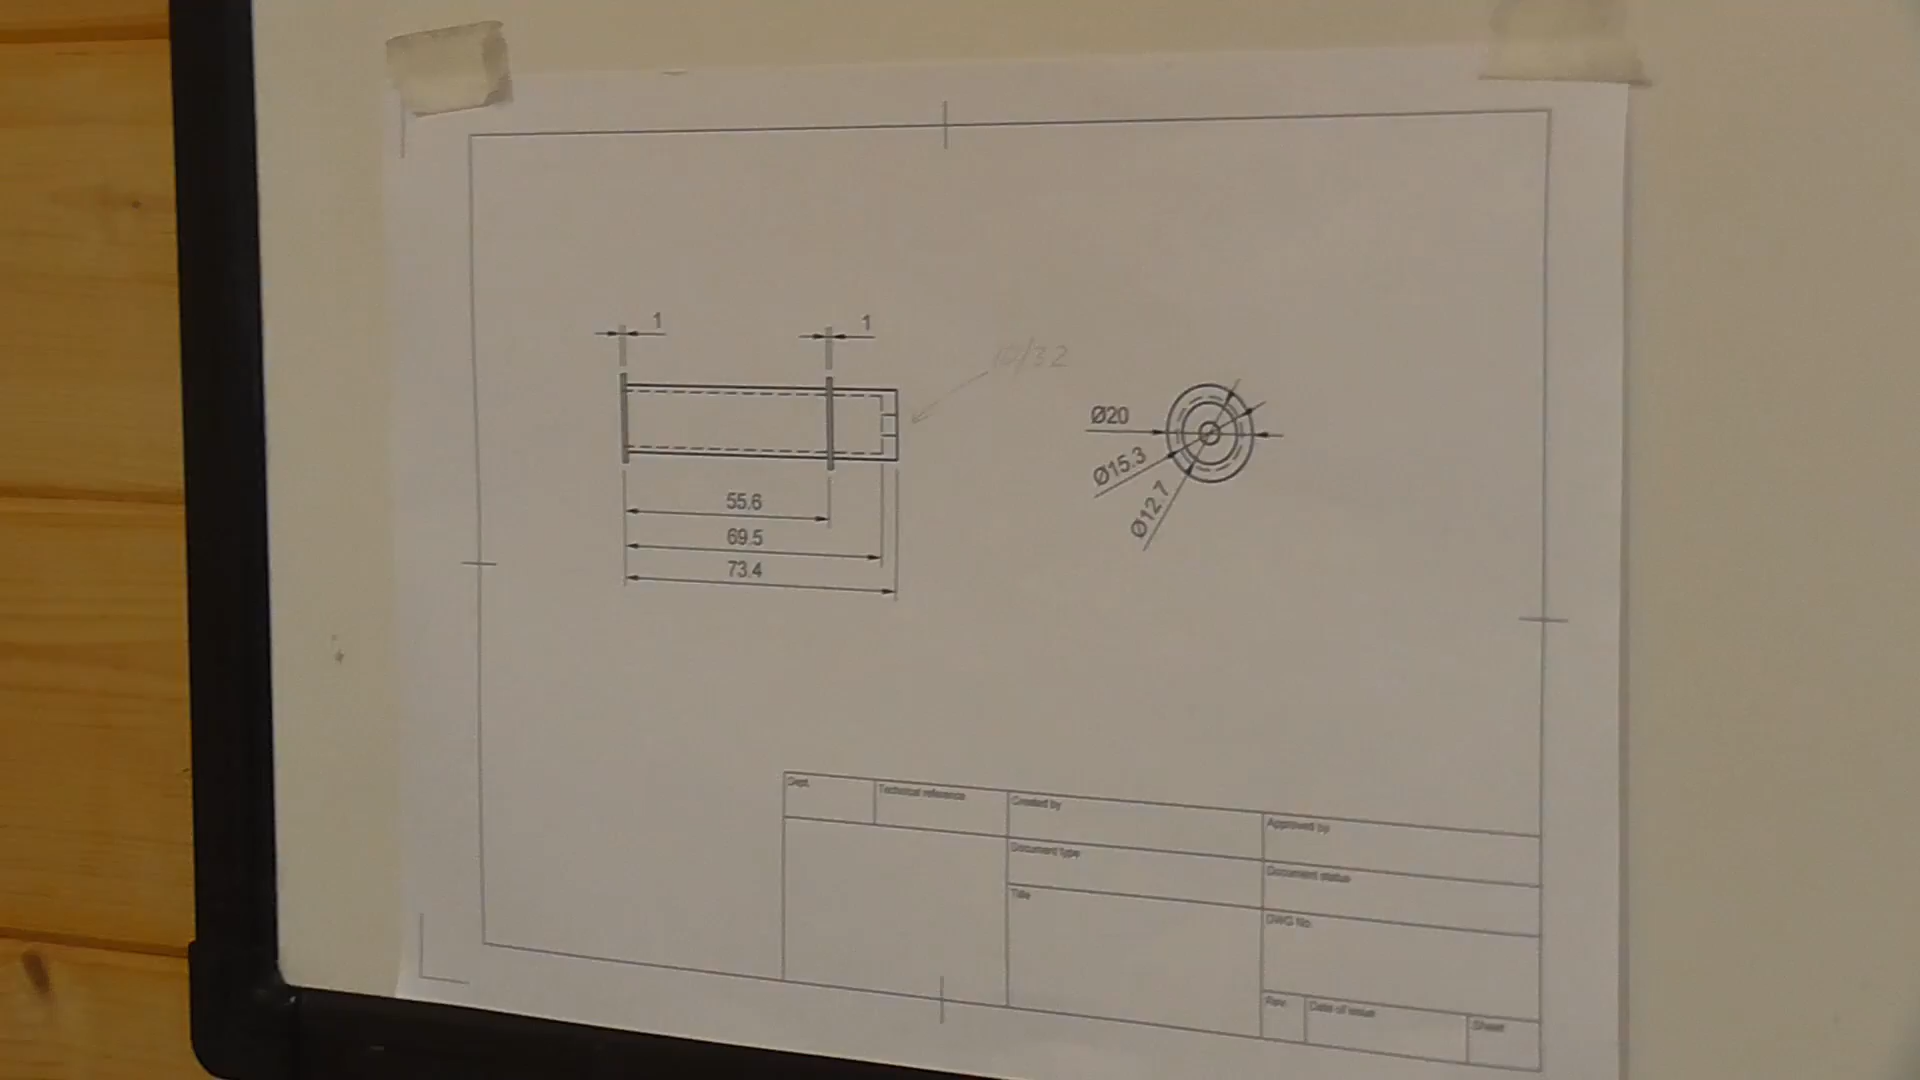 1
1
10/32
Ø20
Ø15.3
Ø12.7
55.6
69.5
73.4
Dept.
Technical reference
Created by
Approved by
Document type
Document status
Title
DWG No.
Rev.
Date of issue
Sheet